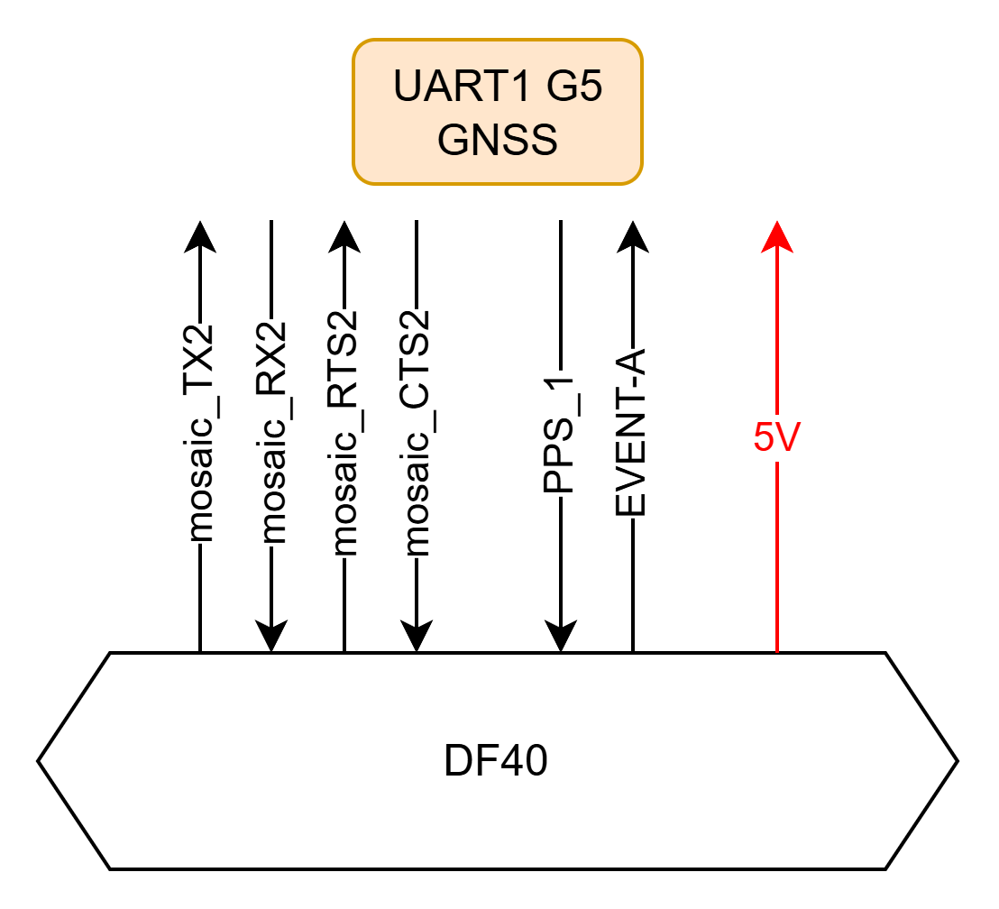 UART1 G5
GNSS
mosaic_TX2
mosaic_RX2
mosaic_RTS2
mosaic_CTS2
PPS_1
EVENT-A
5V
DF40